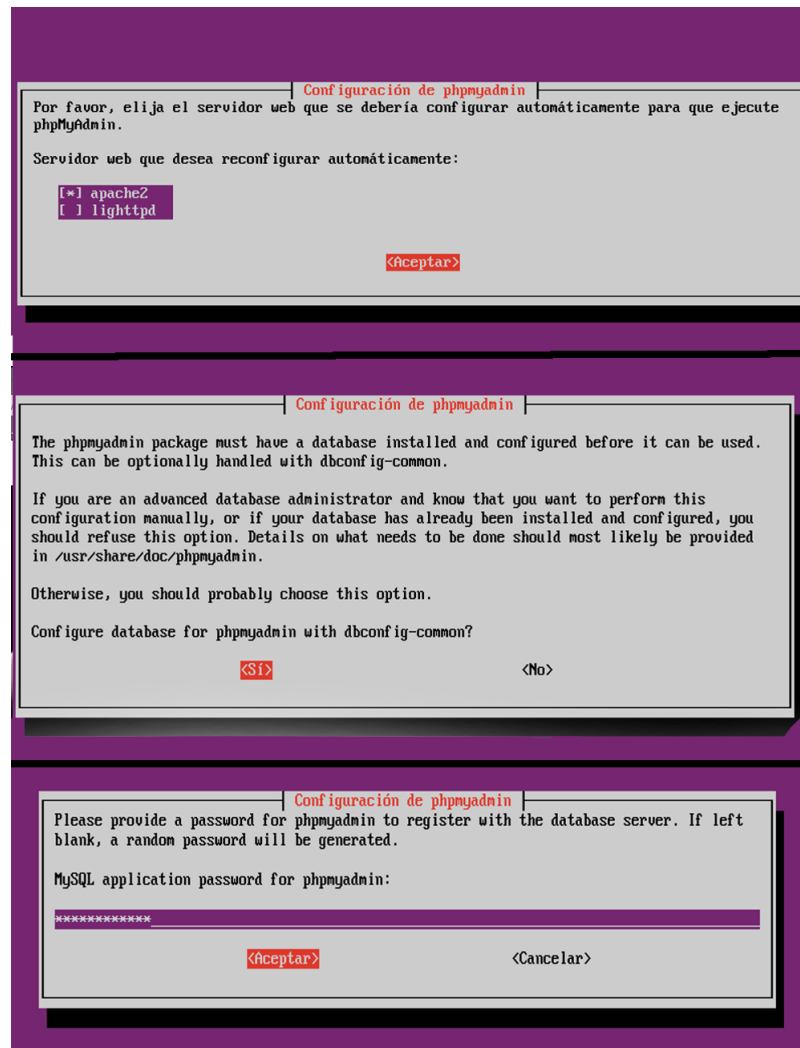 Configuración de phpmyadmin
Por favor, elija el servidor web que se debería configurar automáticamente para que ejecute
phpMyAdmin.
Servidor web que desea reconfigurar automáticamente:
[*] apache2
[ ] lighttpd
<Aceptar>
Configuración de phpmyadmin
The phpmyadmin package must have a database installed and configured before it can be used.
This can be optionally handled with dbconfig-common.
If you are an advanced database administrator and know that you want to perform this
configuration manually, or if your database has already been installed and configured, you
should refuse this option. Details on what needs to be done should most likely be provided
in /usr/share/doc/phpmyadmin.
Otherwise, you should probably choose this option.
Configure database for phpmyadmin with dbconfig-common?
<Sí> <No>
Configuración de phpmyadmin
Please provide a password for phpmyadmin to register with the database server. If left
blank, a random password will be generated.
MySQL application password for phpmyadmin:
************
<Aceptar> <Cancelar>